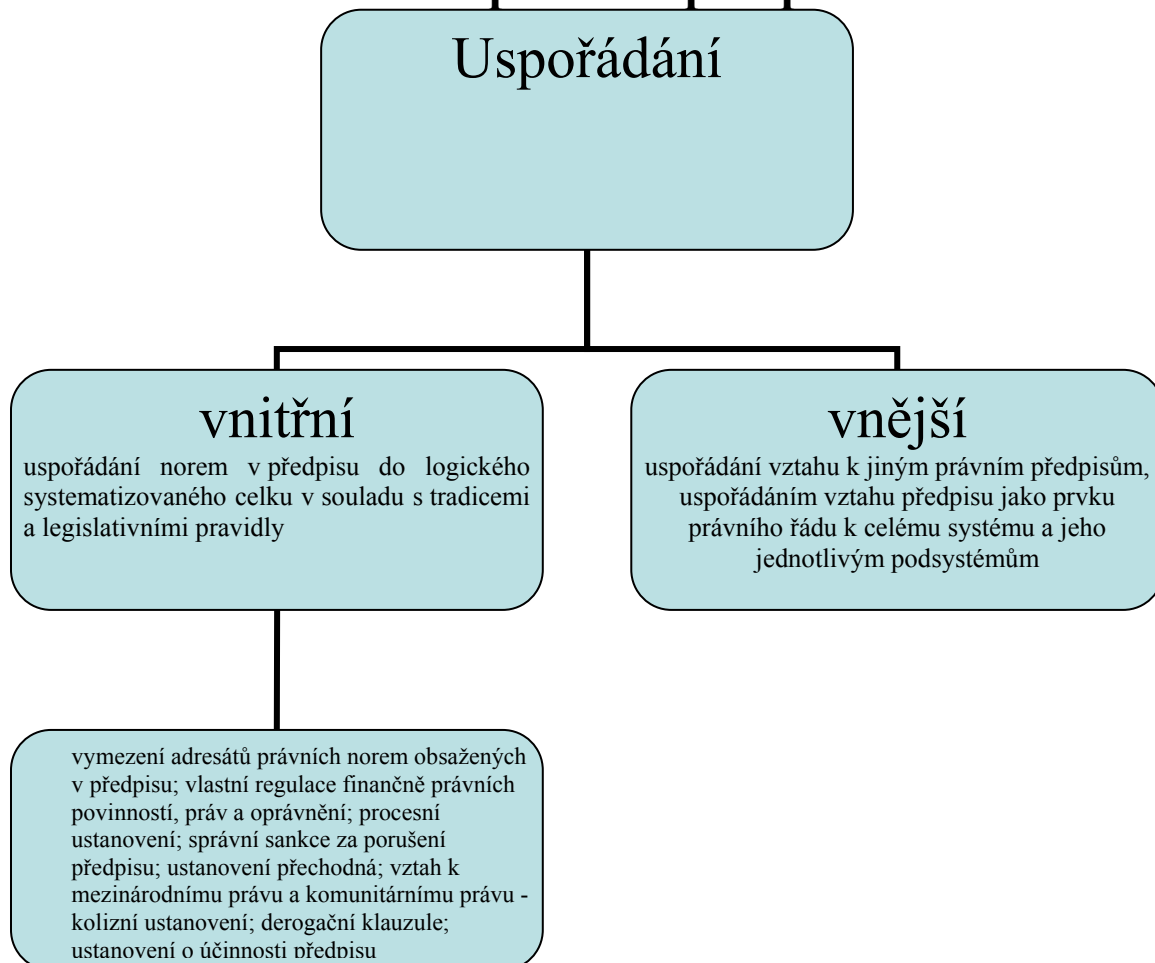 Uspořádání
vnitřní
uspořádání norem v předpisu do logického
systematizovaného celku v souladu s tradicemi
a legislativními pravidly
vnější
uspořádání vztahu k jiným právním předpisům,
uspořádáním vztahu předpisu jako prvku
právního řádu k celému systému a jeho
jednotlivým podsystémům
vymezení adresátů právních norem obsažených
v předpisu; vlastní regulace finančně právních
povinností, práv a oprávnění; procesní
ustanovení; správní sankce za porušení
předpisu; ustanovení přechodná; vztah k
mezinárodnímu právu a komunitárnímu právu -
kolizní ustanovení; derogační klauzule;
ustanovení o účinnosti předpisu